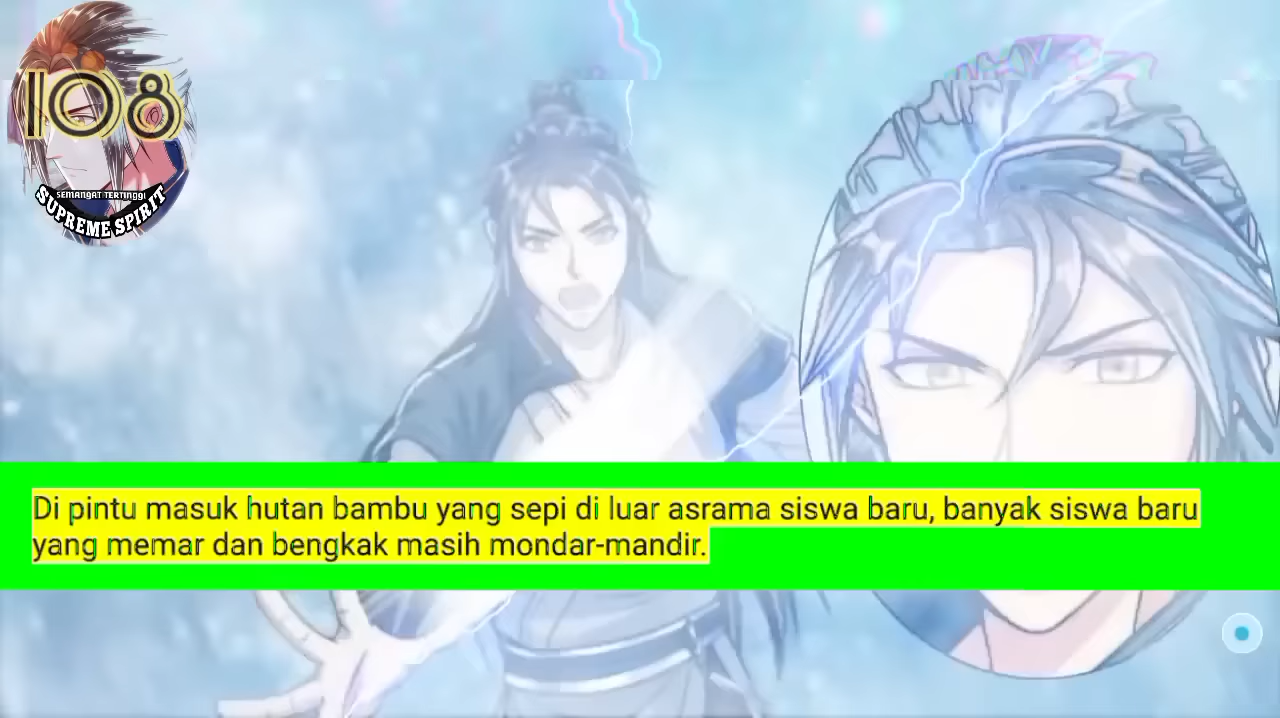 108
SEMANGAT TERTINGGI
SUPREME SPIRIT
Di pintu masuk hutan bambu yang sepi di luar asrama siswa baru, banyak siswa baru
yang memar dan bengkak masih mondar-mandir.